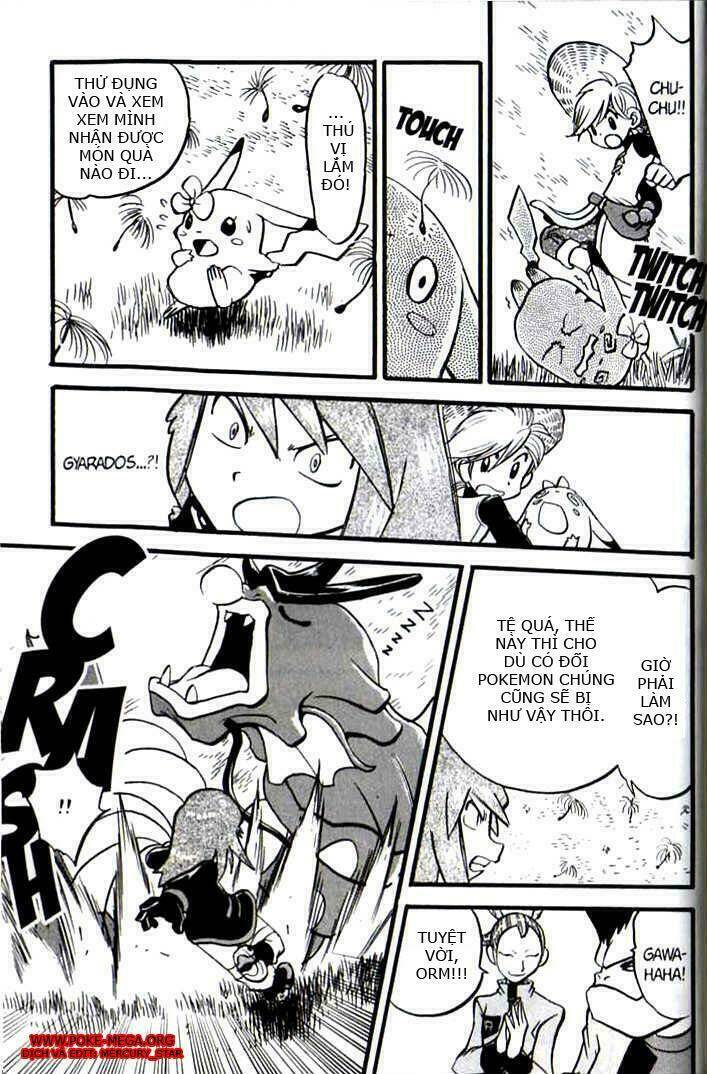 CHU-
CHU!!
TWITCH
TWITCH
TOUCH
...
THÚ
VỊ
LẮM
ĐÓ!
THỬ ĐỤNG
VÀO VÀ XEM
XEM MÌNH
NHẬN ĐƯỢC
MÓN QUÀ
NÀO ĐI...
GYARADOS...?!
GIỜ
PHẢI
LÀM
SAO?!
TỆ QUÁ, THẾ
NÀY THÌ CHO
DÙ CÓ ĐỔI
POKEMON CHÚNG
CŨNG SẼ BỊ
NHƯ VẬY THÔI.
ZZZZ
CRASH
!!
GAWA-
HAHA!
TUYỆT
VỜI,
ORM!!!
WWW.POKE-MEGA.ORG
DỊCH VÀ EDIT: MERCURY_STAR